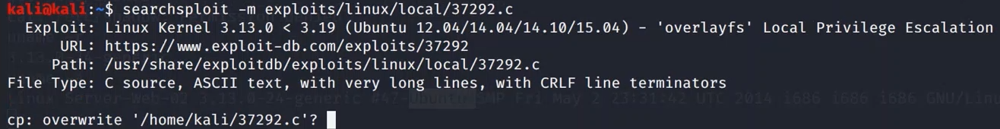 kali@kali:~$ searchsploit -m exploits/linux/local/37292.c
Exploit: Linux Kernel 3.13.0 < 3.19 (Ubuntu 12.04/14.04/14.10/15.04) - 'overlayfs' Local Privilege Escalation
URL: https://www.exploit-db.com/exploits/37292
Path: /usr/share/exploitdb/exploits/linux/local/37292.c
File Type: C source, ASCII text, with very long lines, with CRLF line terminators
Linux Server-Web-02 3.13.0-24-generic #47-Ubuntu SMP Fri May 2 23:31:42 UTC 2014 i686 i686 i686 GNU/Linu
cp: overwrite '/home/kali/37292.c'?